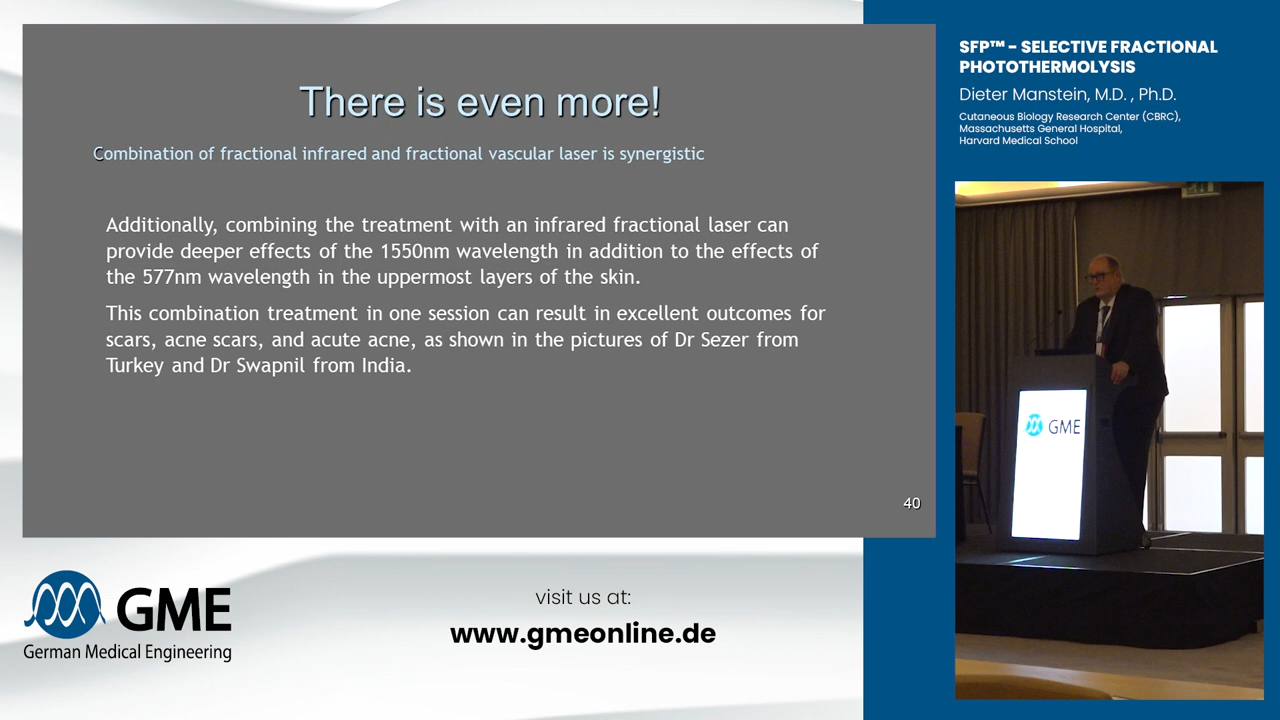 There is even more!
Combination of fractional infrared and fractional vascular laser is synergistic
Additionally, combining the treatment with an infrared fractional laser can
provide deeper effects of the 1550nm wavelength in addition to the effects of
the 577nm wavelength in the uppermost layers of the skin.
This combination treatment in one session can result in excellent outcomes for
scars, acne scars, and acute acne, as shown in the pictures of Dr Sezer from
Turkey and Dr Swapnil from India.
40
SFP™ – SELECTIVE FRACTIONAL
PHOTOTHERMOLYSIS
Dieter Manstein, M.D. , Ph.D.
Cutaneous Biology Research Center (CBRC),
Massachusetts General Hospital,
Harvard Medical School
GME
GME
German Medical Engineering
visit us at:
www.gmeonline.de